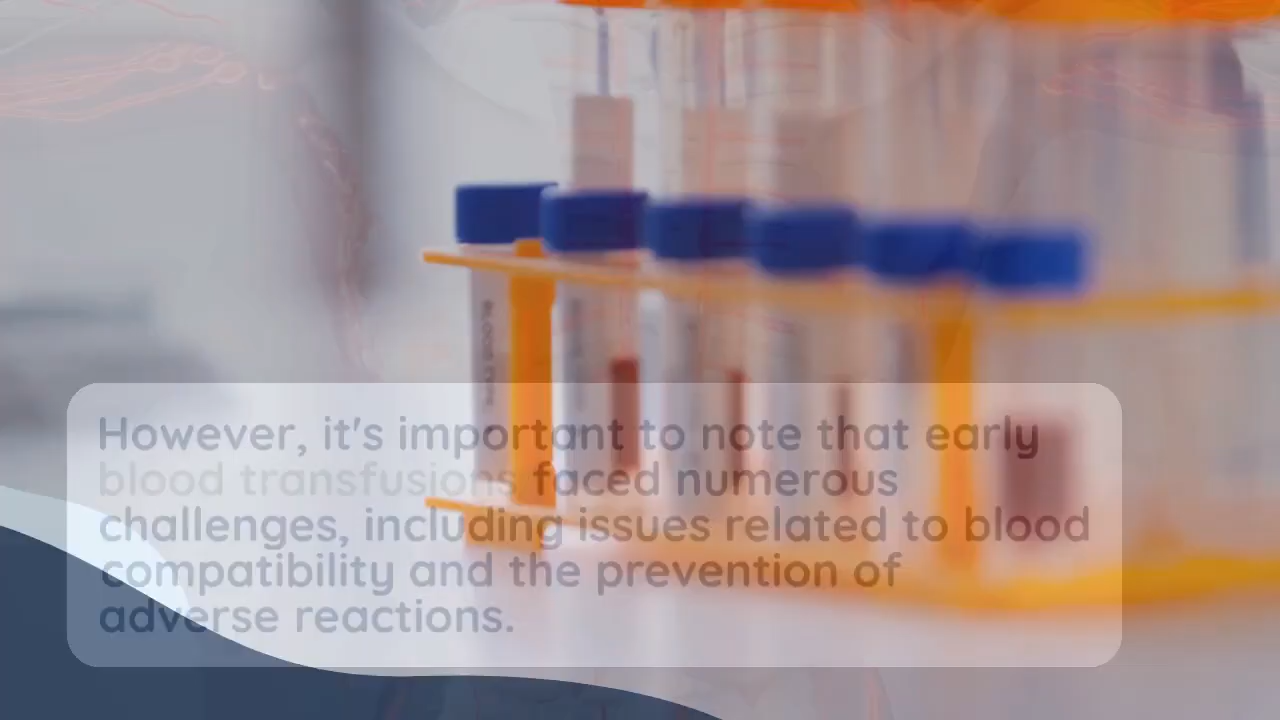 However, it's important to note that early
blood transfusions faced numerous
challenges, including issues related to blood
compatibility and the prevention of
adverse reactions.